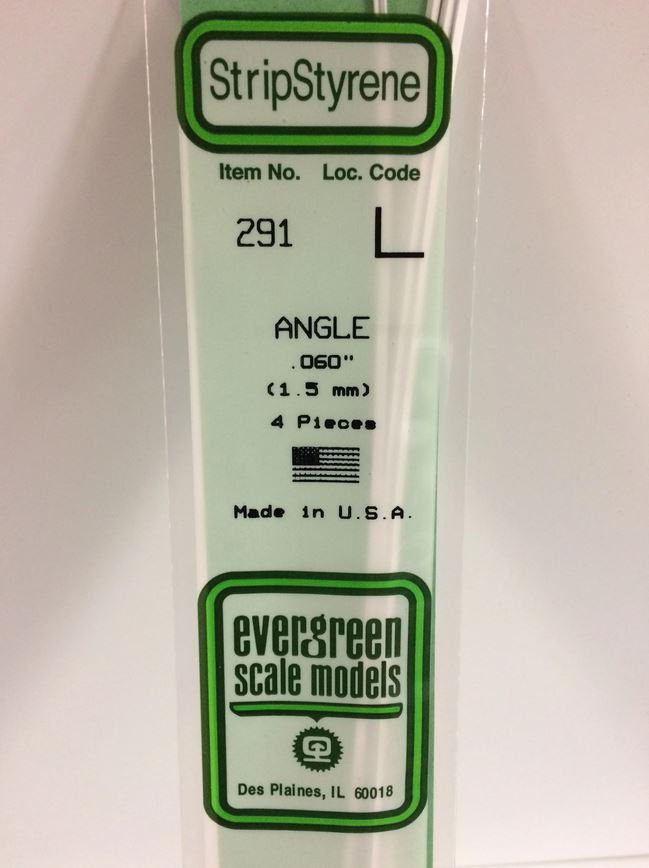 StripStyrene
Item No. Loc. Code
291 L
ANGLE
.060"
(1.5 mm)
4 Pieces
Made in U.S.A.
evergreen
scale models
Des Plaines, IL 60018